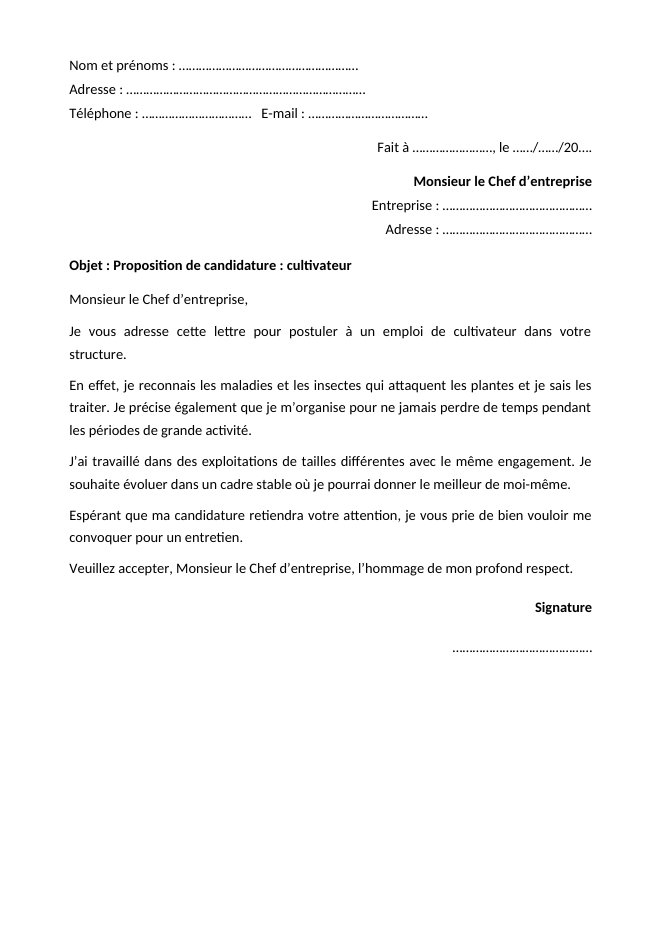 Nom et prénoms : ………………………………………………
Adresse : ………………………………………………………………
Téléphone : ……………………………  E-mail : ………………………………
Fait à ……………………, le ……/……/20….
Monsieur le Chef d’entreprise
Entreprise : ………………………………………
Adresse : ………………………………………
Objet : Proposition de candidature : cultivateur
Monsieur le Chef d’entreprise,
Je vous adresse cette lettre pour postuler à un emploi de cultivateur dans votre
structure.
En effet, je reconnais les maladies et les insectes qui attaquent les plantes et je sais les
traiter. Je précise également que je m’organise pour ne jamais perdre de temps pendant
les périodes de grande activité.
J’ai travaillé dans des exploitations de tailles différentes avec le même engagement. Je
souhaite évoluer dans un cadre stable où je pourrai donner le meilleur de moi-même.
Espérant que ma candidature retiendra votre attention, je vous prie de bien vouloir me
convoquer pour un entretien.
Veuillez accepter, Monsieur le Chef d’entreprise, l’hommage de mon profond respect.
Signature
……………………………………